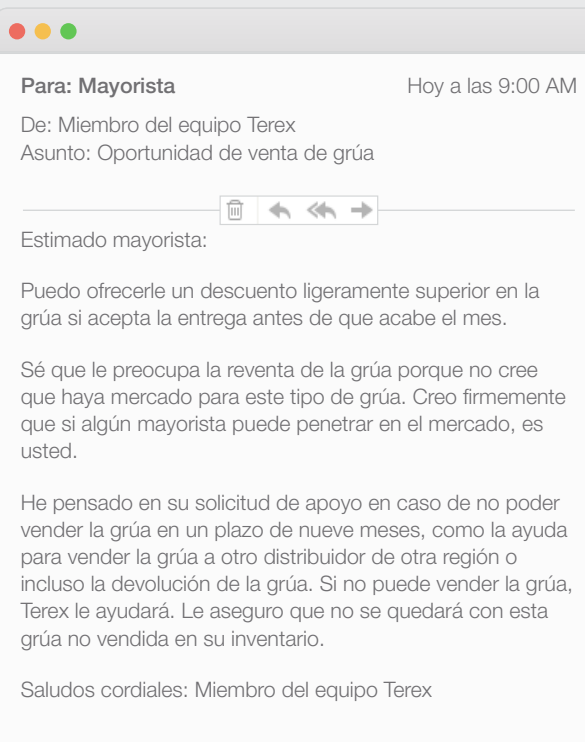 Para: Mayorista Hoy a las 9:00 AM
De: Miembro del equipo Terex
Asunto: Oportunidad de venta de grúa
Estimado mayorista:
Puedo ofrecerle un descuento ligeramente superior en la
grúa si acepta la entrega antes de que acabe el mes.
Sé que le preocupa la reventa de la grúa porque no cree
que haya mercado para este tipo de grúa. Creo firmemente
que si algún mayorista puede penetrar en el mercado, es
usted.
He pensado en su solicitud de apoyo en caso de no poder
vender la grúa en un plazo de nueve meses, como la ayuda
para vender la grúa a otro distribuidor de otra región o
incluso la devolución de la grúa. Si no puede vender la grúa,
Terex le ayudará. Le aseguro que no se quedará con esta
grúa no vendida en su inventario.
Saludos cordiales: Miembro del equipo Terex